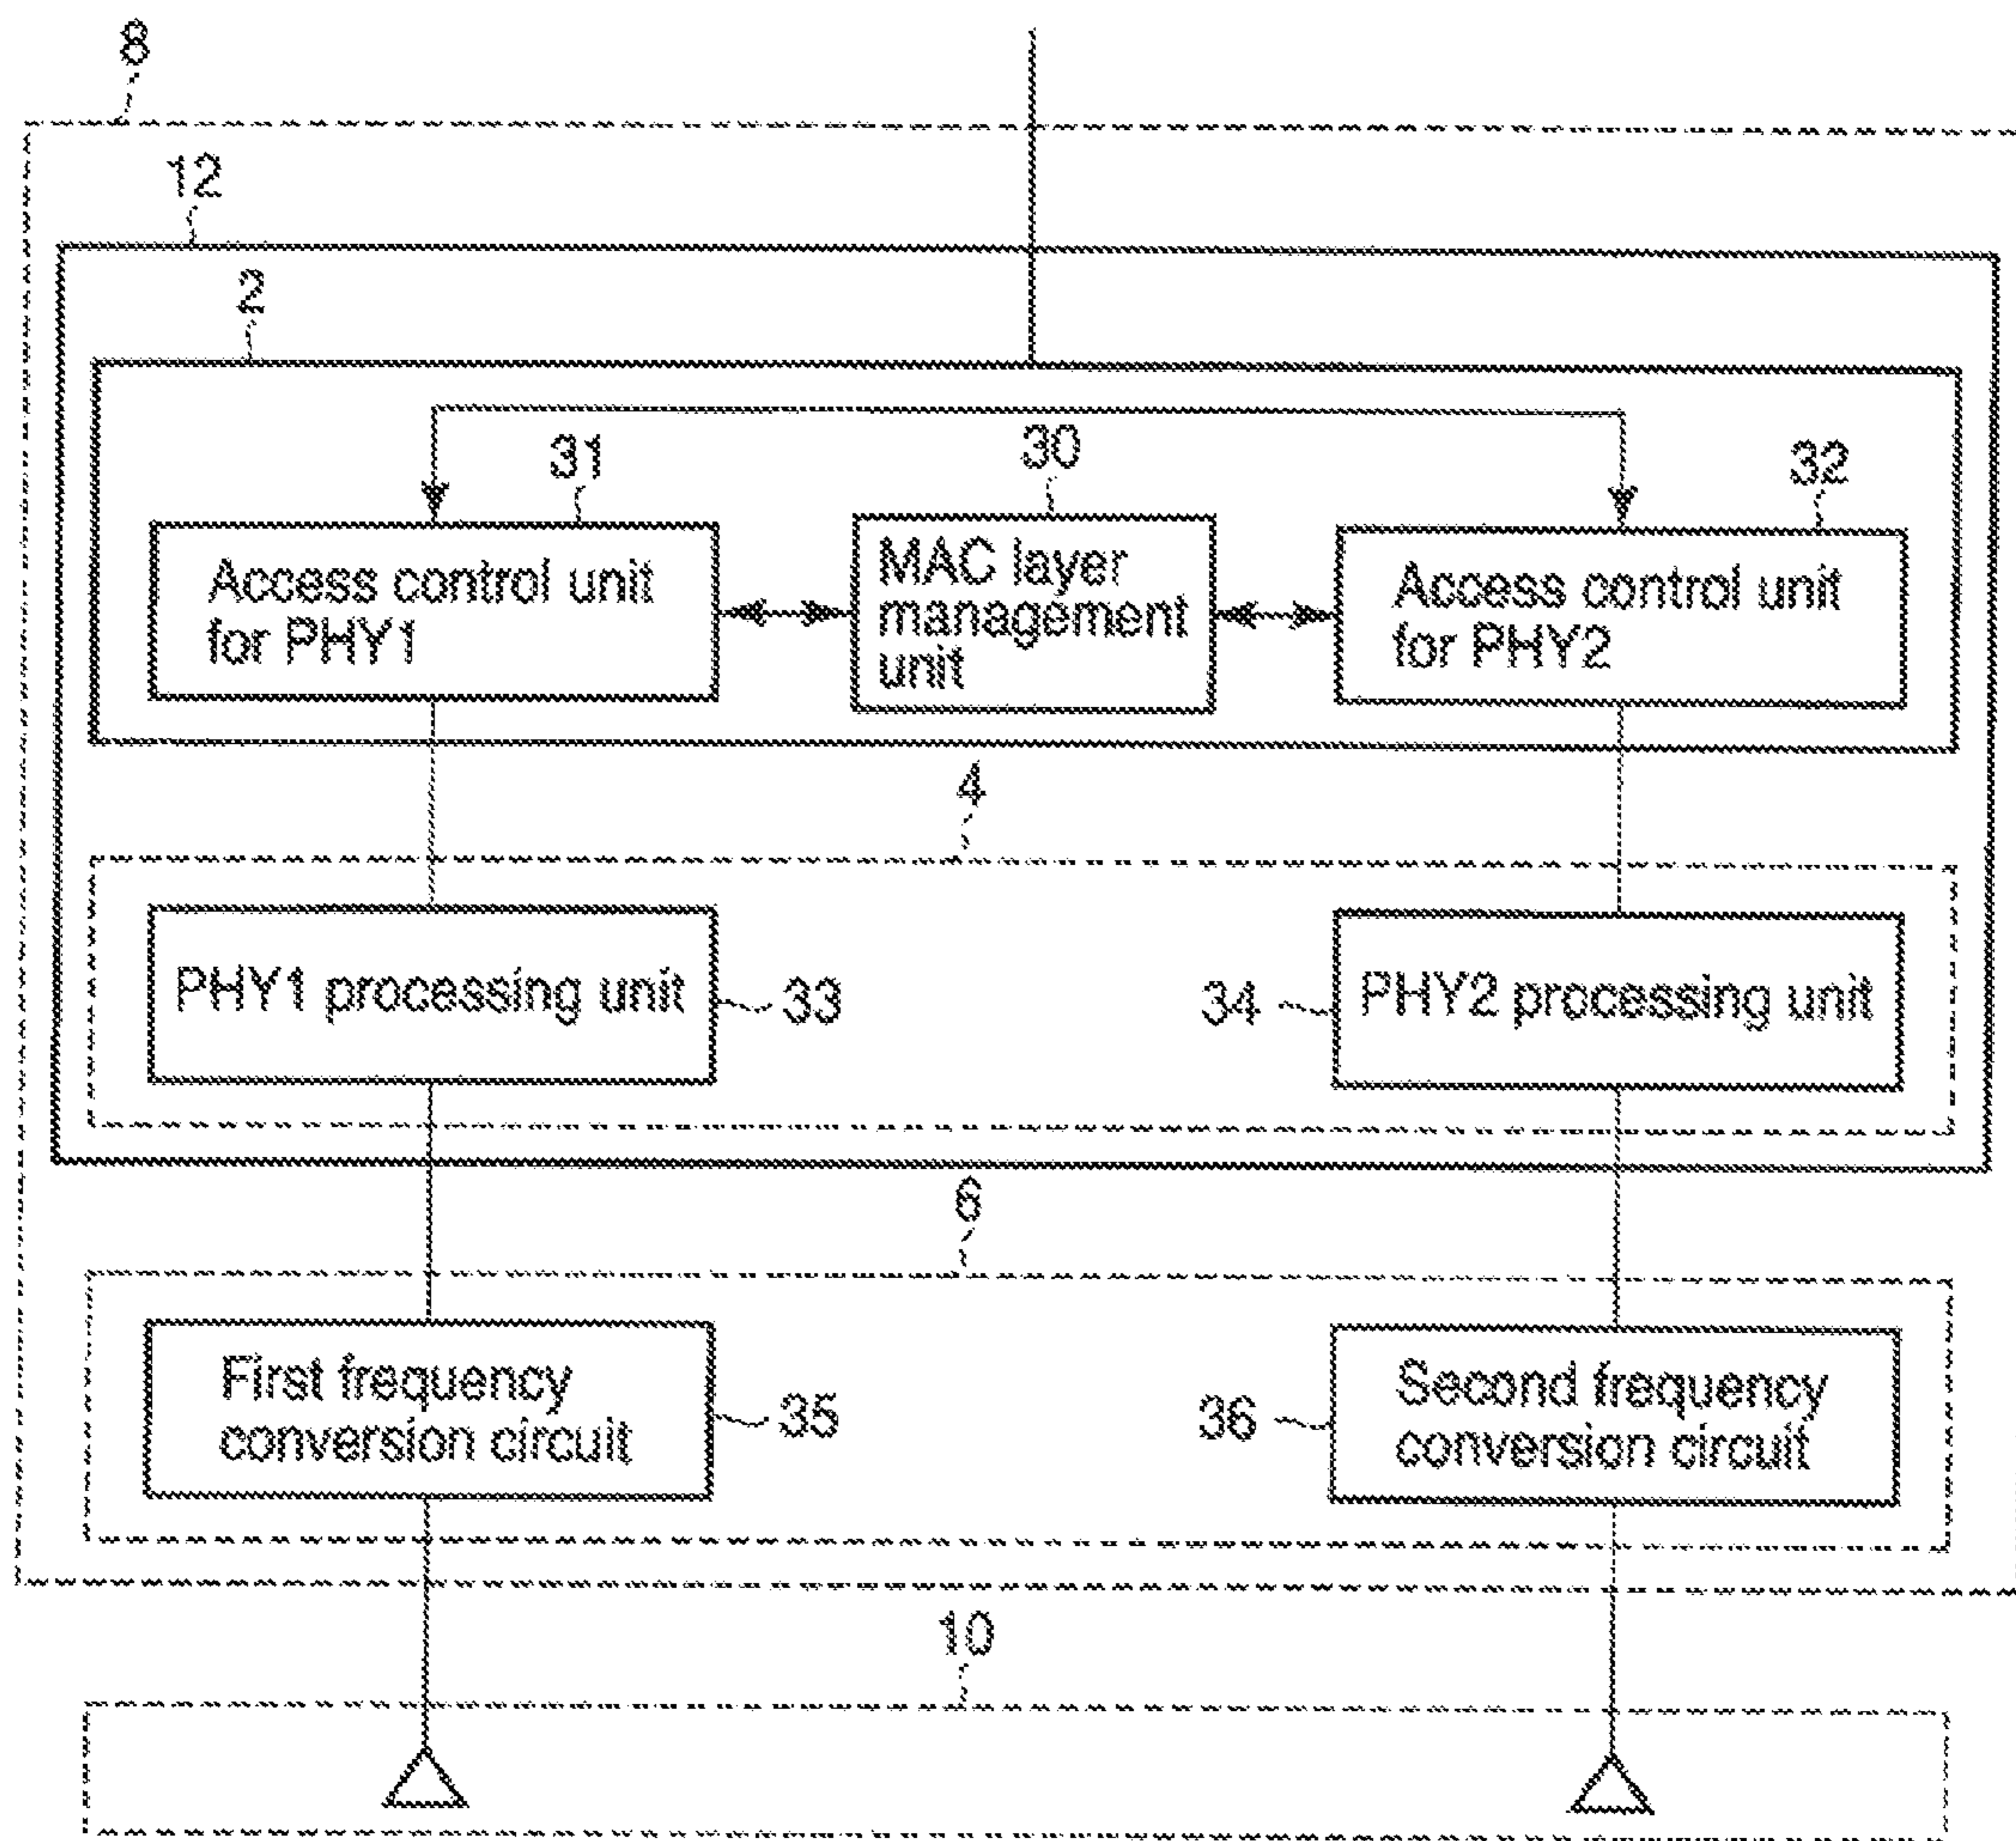 8
12
2
31
30
32
Access control unit
for PHY1
MAC layer
management
unit
Access control unit
for PHY2
4
PHY1 processing unit
33
34
PHY2 processing unit
6
First frequency
conversion circuit
35
36
Second frequency
conversion circuit
10